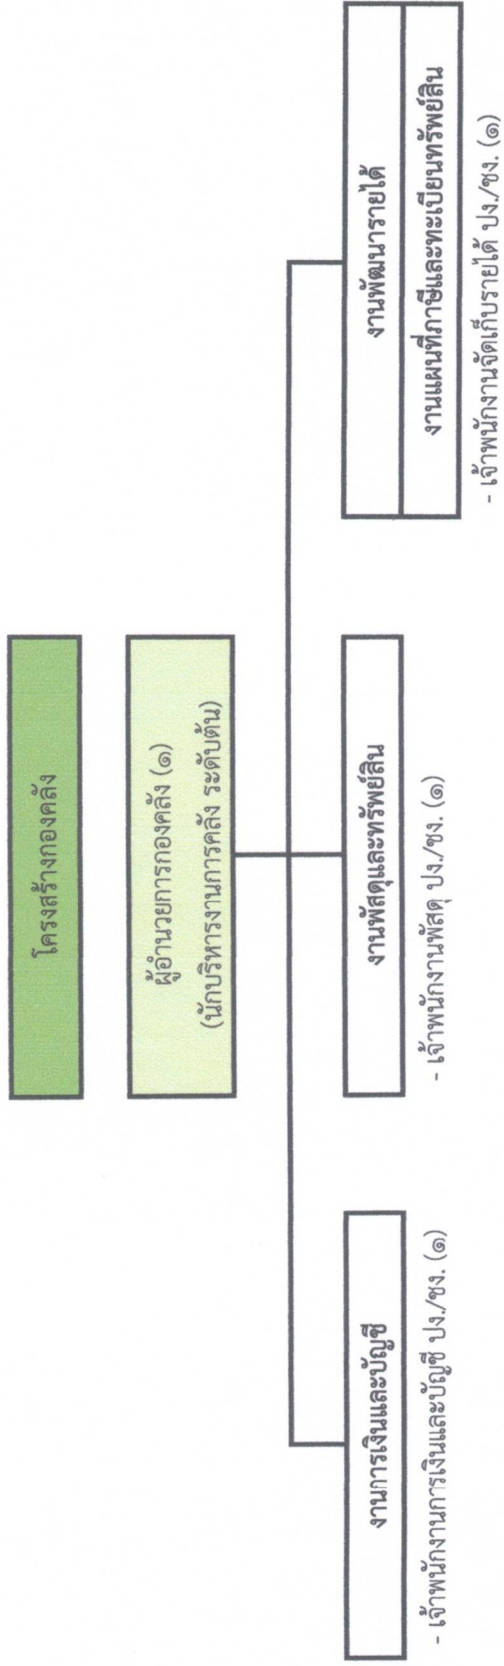 โครงสร้างกองคลัง
ผู้อำนวยการกองคลัง (๑)
(นักบริหารงานการคลัง ระดับต้น)
งานการเงินและบัญชี
- เจ้าพนักงานการเงินและบัญชี ปง./ชง. (๑)
งานพัสดุและทรัพย์สิน
- เจ้าพนักงานพัสดุ ปง./ชง. (๑)
งานพัฒนารายได้
งานแผนที่ภาษีและทะเบียนทรัพย์สิน
- เจ้าพนักงานจัดเก็บรายได้ ปง./ชง. (๑)